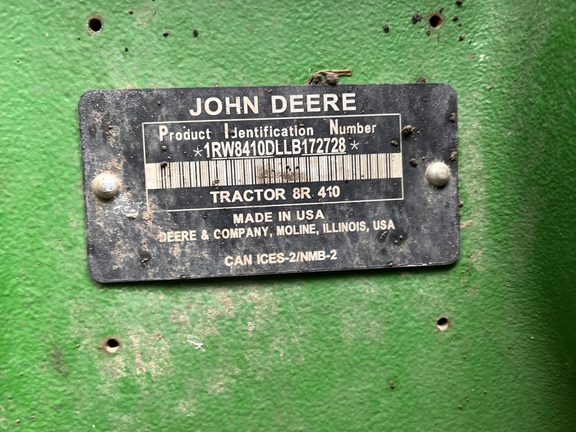 JOHN DEERE
Product Identification Number
*1RW8410DLLB172728*
TRACTOR 8R 410
MADE IN USA
DEERE & COMPANY, MOLINE, ILLINOIS, USA
CAN ICES-2/NMB-2